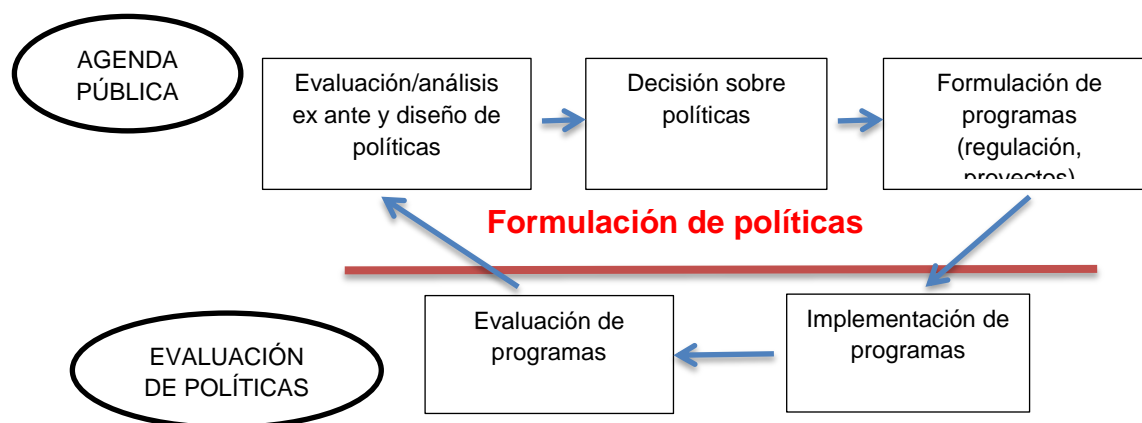 AGENDA
PÚBLICA
Evaluación/análisis
ex ante y diseño de
políticas
Decisión sobre
políticas
Formulación de
programas
(regulación,
proyectos)
Formulación de políticas
Evaluación de
programas
Implementación de
programas
EVALUACIÓN
DE POLÍTICAS